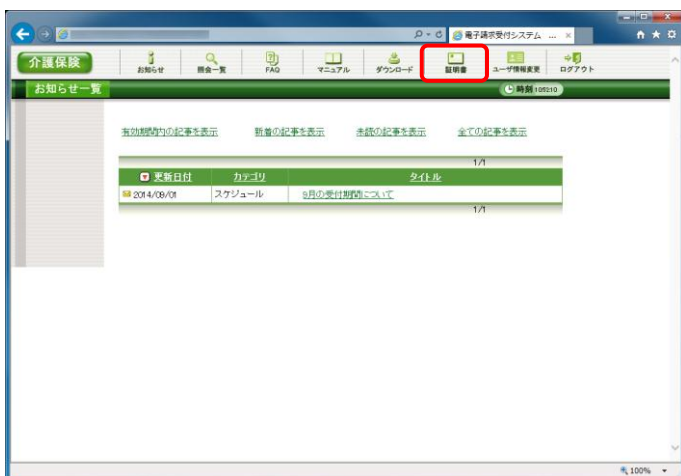 電子請求受付システム ...
介護保険
お知らせ 照会一覧 FAQ マニュアル ダウンロード 証明書 ユーザ情報変更 ログアウト
お知らせ一覧
時刻
有効期間内の記事を表示 新着の記事を表示 未読の記事を表示 全ての記事を表示
1/1
更新日付 カテゴリ タイトル
2014/09/01 スケジュール 9月の受付期間について
1/1
100%